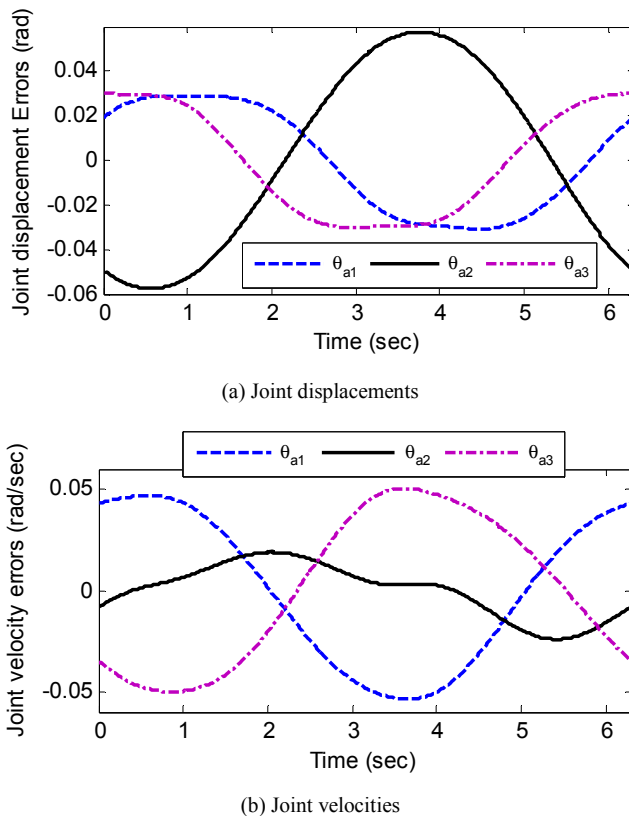 Joint displacement Errors (rad)
0.04
0.02
0
-0.02
-0.04
-0.06
θa1 θa2 θa3
0 1 2 3 4 5 6
Time (sec)
(a) Joint displacements
θa1 θa2 θa3
Joint velocity errors (rad/sec)
0.05
0
-0.05
0 1 2 3 4 5 6
Time (sec)
(b) Joint velocities